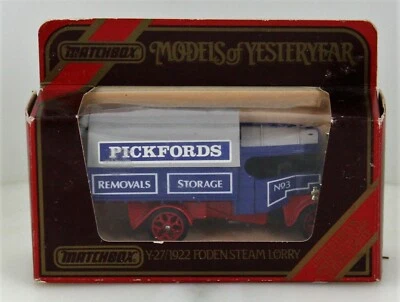 MATCHBOX MODELS of YESTERYEAR
PICKFORDS
REMOVALS STORAGE Nº3
MATCHBOX Y-27/1922 FODEN STEAM LORRY